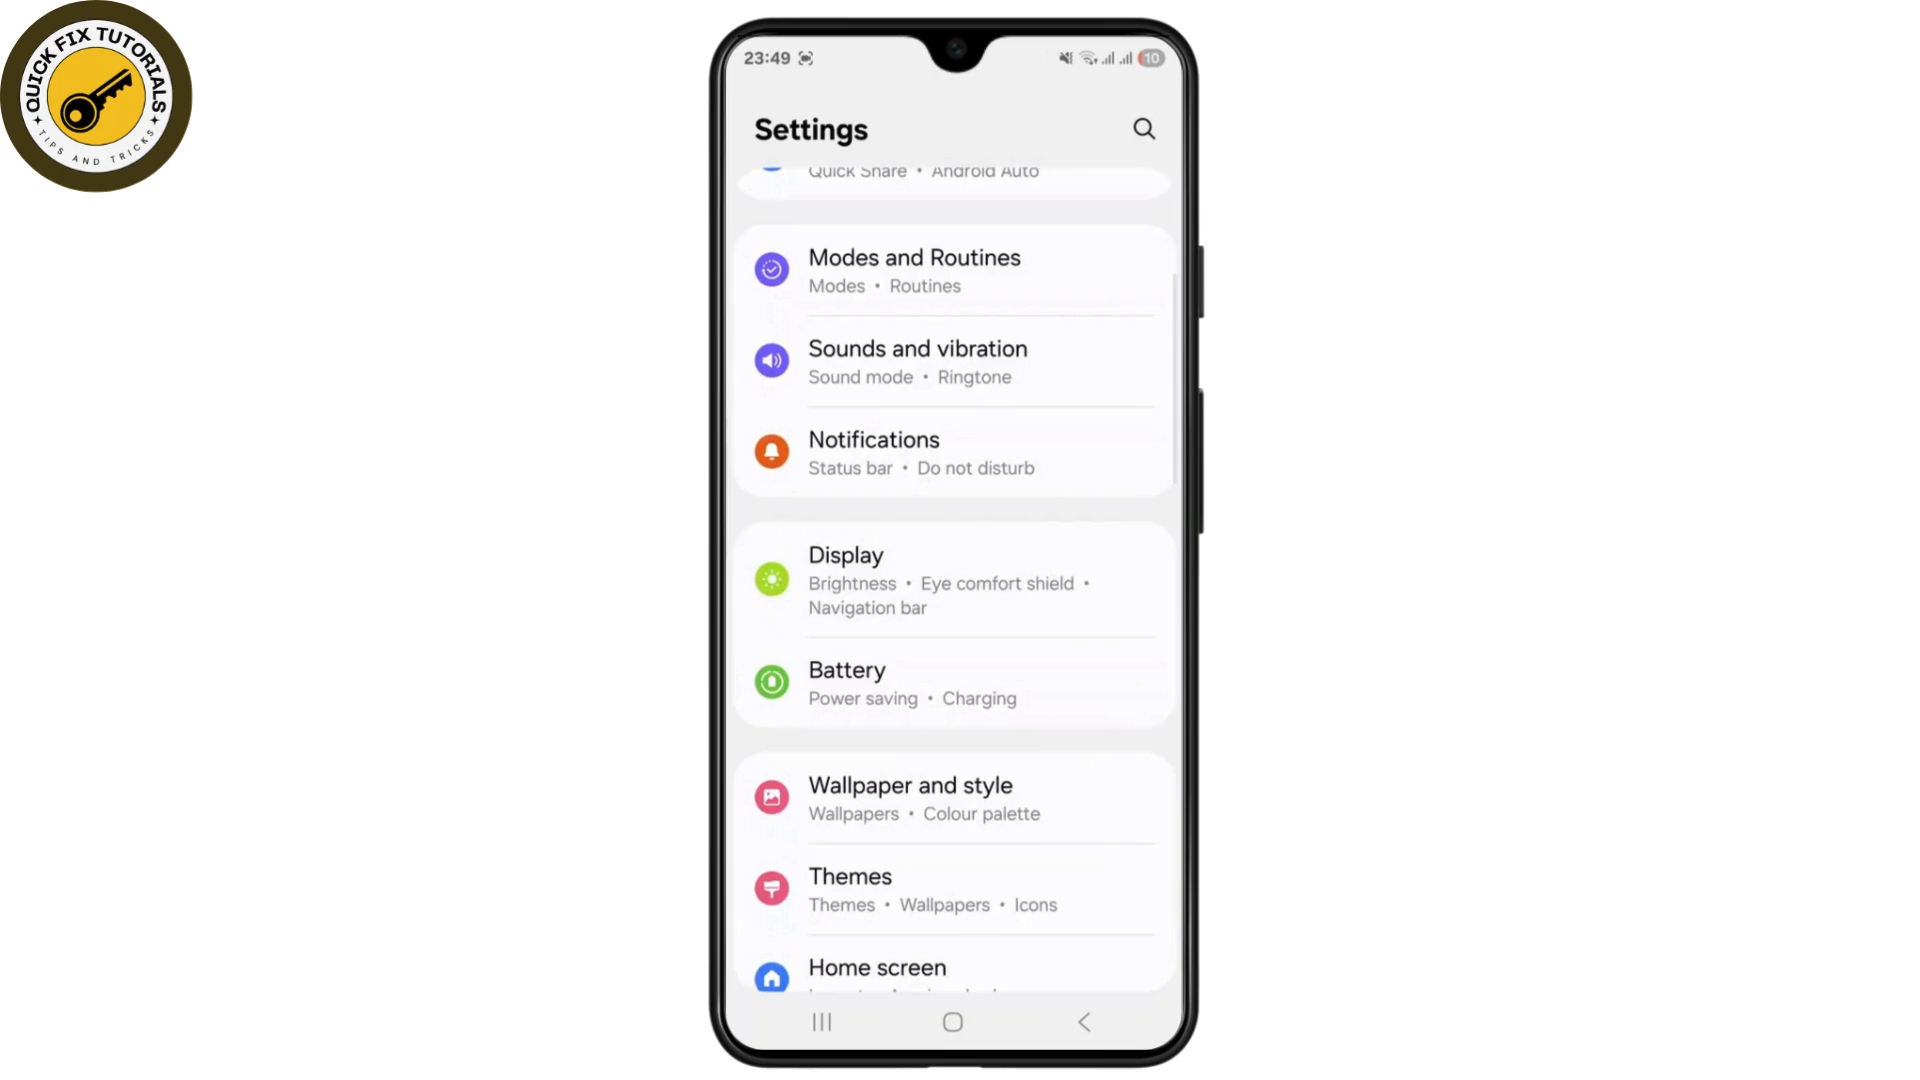 QUICK FIX TUTORIALS
TIPS AND TRICKS
23:49
10
Settings
Quick Share • Android Auto
Modes and Routines
Modes • Routines
Sounds and vibration
Sound mode • Ringtone
Notifications
Status bar • Do not disturb
Display
Brightness • Eye comfort shield •
Navigation bar
Battery
Power saving • Charging
Wallpaper and style
Wallpapers • Colour palette
Themes
Themes • Wallpapers • Icons
Home screen